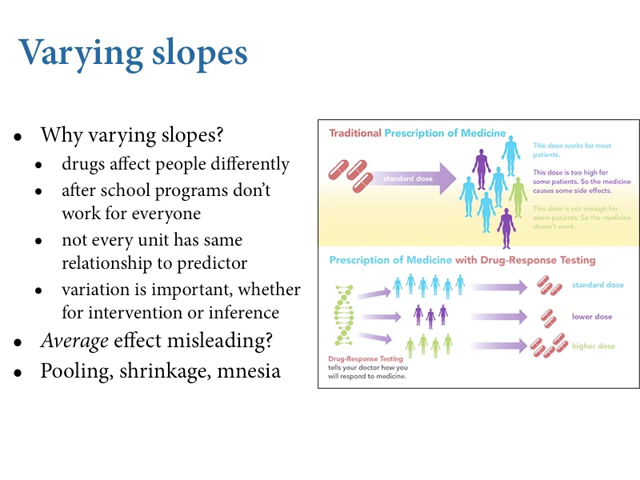 Varying slopes
• Why varying slopes?
• drugs affect people differently
• after school programs don't
work for everyone
• not every unit has same
relationship to predictor
• variation is important, whether
for intervention or inference
• Average effect misleading?
• Pooling, shrinkage, mnesia
Traditional Prescription of Medicine
standard dose
This dose works for most
patients.
This dose is too high for
some patients. So the medicine
causes some side effects.
This dose is not enough for
some patients. So the medicine
doesn't work.
Prescription of Medicine with Drug-Response Testing
standard dose
lower dose
higher dose
Drug-Response Testing
tells your doctor how you
will respond to medicine.